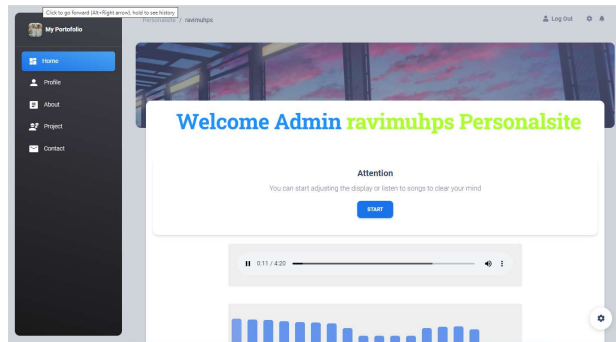 Click to go forward (Alt+Right arrow), hold to see history
My Portofolio
Personalsite / ravimuhps
Log Out
Home
Profile
About
Project
Contact
Welcome Admin ravimuhps Personalsite
Attention
You can start adjusting the display or listen to songs to clear your mind
START
0:11 / 4:20